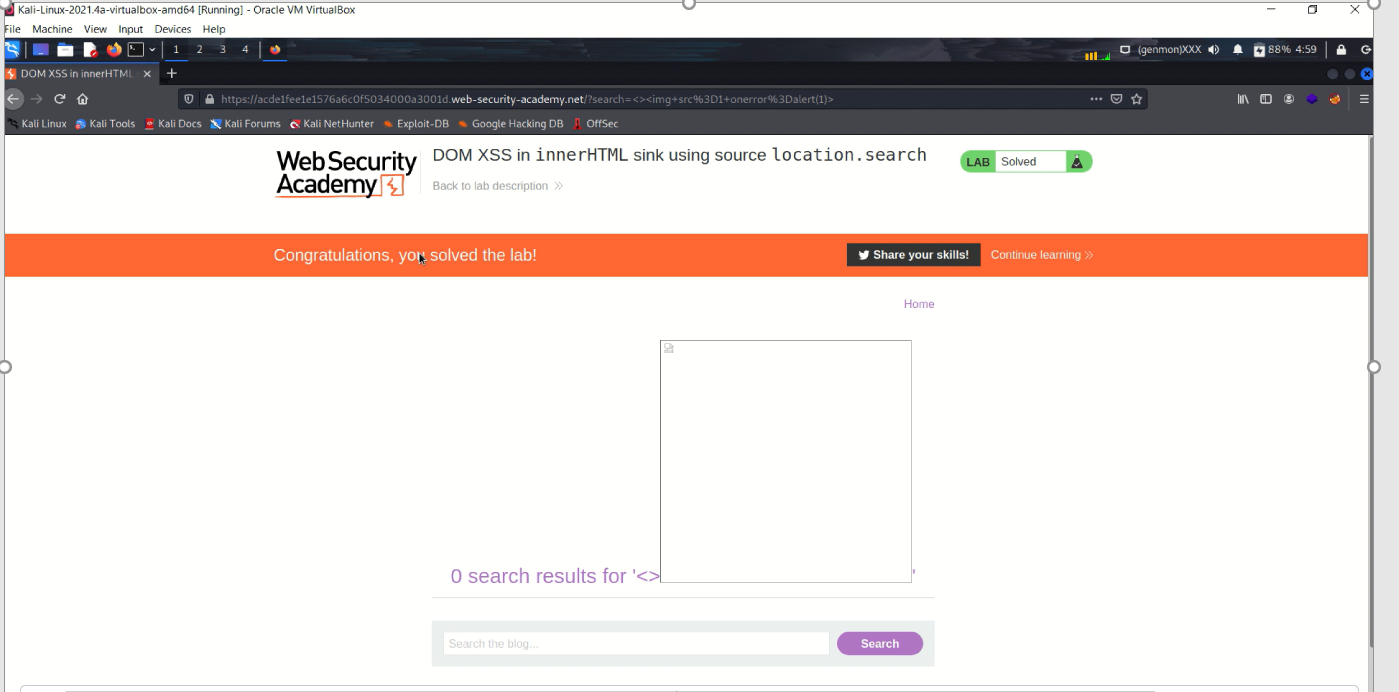 Kali-Linux-2021.4a-virtualbox-amd64 [Running] - Oracle VM VirtualBox
File Machine View Input Devices Help
1 2 3 4 (genmon)XXX 88% 4:59
DOM XSS in innerHTML
https://acde1fee1e1576a6c0f5034000a3001d.web-security-academy.net/?search=<><img+src%3D1+onerror%3Dalert(1)>
Kali Linux Kali Tools Kali Docs Kali Forums Kali NetHunter Exploit-DB Google Hacking DB OffSec
WebSecurity
Academy
DOM XSS in innerHTML sink using source location.search
LAB Solved
Back to lab description
Congratulations, you solved the lab!
Share your skills! Continue learning
Home
0 search results for '<> '
Search the blog... Search